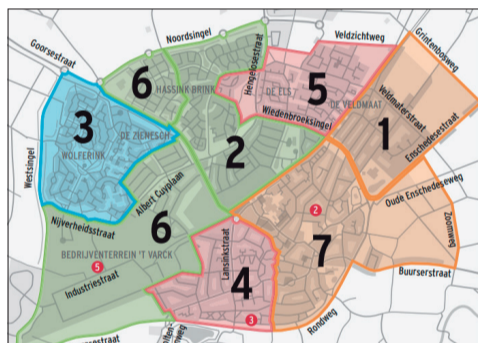 Noordsingel
Veldzichtweg
Grintenbosweg
Goorsestraat
Hengelosestraat
6
HASSINK BRINK
DE ELS
5
DE VELDMAAT
Veldmaterstraat
Enschedesestraat
1
3
DE ZIENESCH
WOLFERINK
Wiedenbroeksingel
2
Westsingel
Albert Cuyplaan
Oude Enschedeseweg
Nijverheidsstraat
6
2
Zoomweg
BEDRIJVENTERREIN 'T VARCK
7
5
Industriestraat
Lansinkstraat
4
Buurserstraat
3
Rondweg